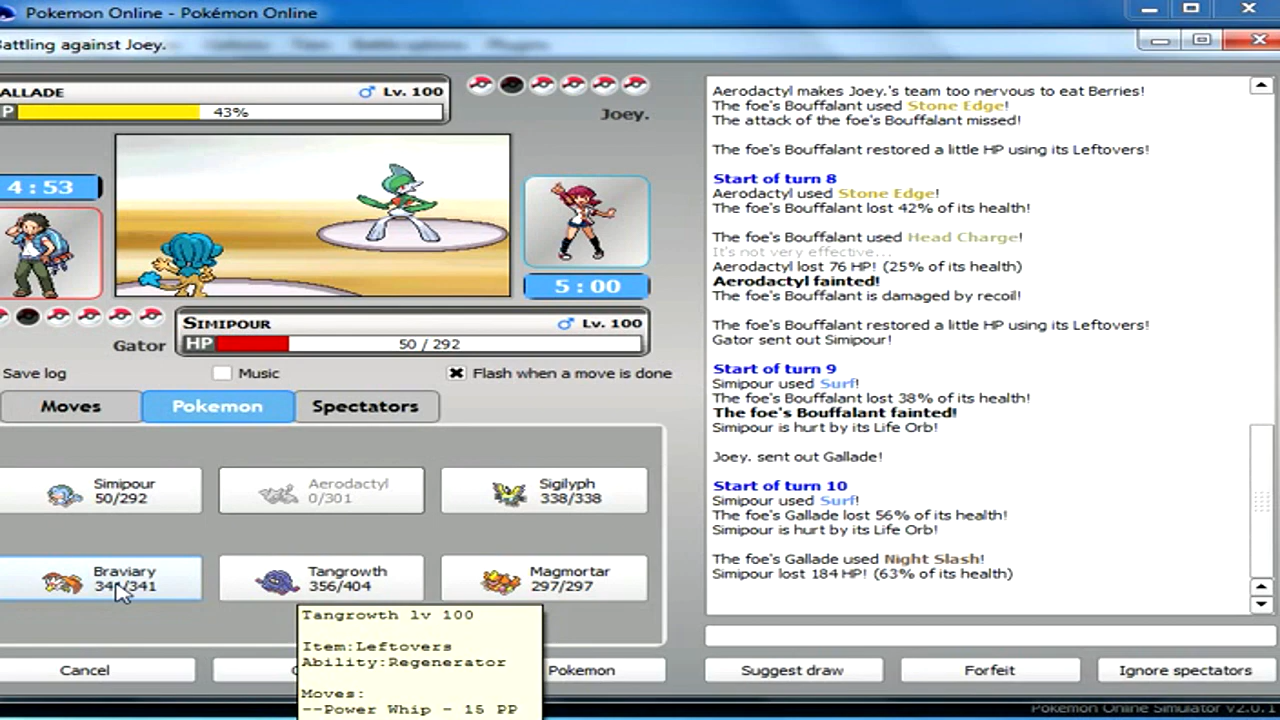 Pokemon Online - Pokémon Online
Battling against Joey.
ALLADE ♂ Lv. 100
P 43%
Joey.
4:53
5:00
SIMIPOUR ♂ Lv. 100
HP 50 / 292
Gator
Save log
Music
Flash when a move is done
Moves
Pokemon
Spectators
Simipour
50/292
Aerodactyl
0/301
Sigilyph
338/338
Braviary
341/341
Tangrowth
356/404
Magmortar
297/297
Tangrowth lv 100
Item:Leftovers
Ability:Regenerator
Moves:
--Power Whip - 15 PP
Cancel
Pokemon
Aerodactyl makes Joey.'s team too nervous to eat Berries!
The foe's Bouffalant used Stone Edge!
The attack of the foe's Bouffalant missed!
The foe's Bouffalant restored a little HP using its Leftovers!
Start of turn 8
Aerodactyl used Stone Edge!
The foe's Bouffalant lost 42% of its health!
The foe's Bouffalant used Head Charge!
It's not very effective...
Aerodactyl lost 76 HP! (25% of its health)
Aerodactyl fainted!
The foe's Bouffalant is damaged by recoil!
The foe's Bouffalant restored a little HP using its Leftovers!
Gator sent out Simipour!
Start of turn 9
Simipour used Surf!
The foe's Bouffalant lost 38% of its health!
The foe's Bouffalant fainted!
Simipour is hurt by its Life Orb!
Joey. sent out Gallade!
Start of turn 10
Simipour used Surf!
The foe's Gallade lost 56% of its health!
Simipour is hurt by its Life Orb!
The foe's Gallade used Night Slash!
Simipour lost 184 HP! (63% of its health)
Suggest draw
Forfeit
Ignore spectators
Pokemon Online Simulator v2.0.1